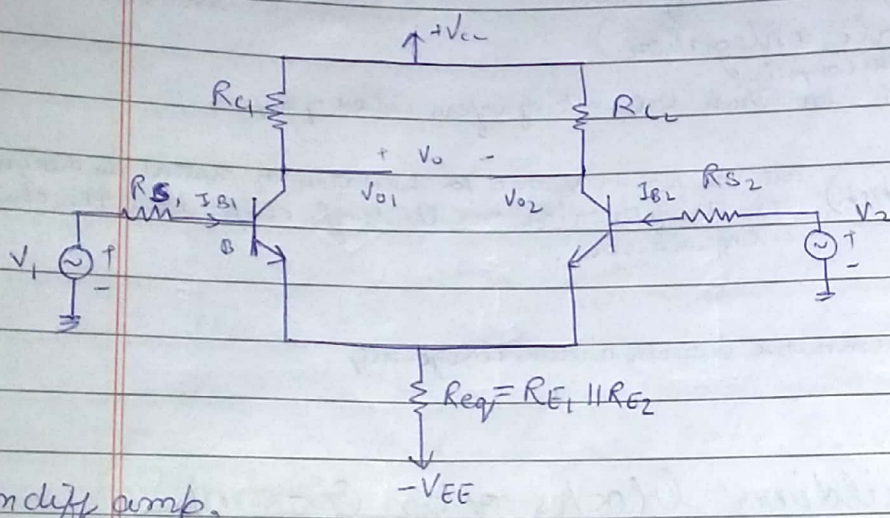 +Vcc
RC1
RC2
+ Vo -
Vo1
Vo2
RS1
IB1
IB2
RS2
V1
+
-
B
V2
+
-
Req = RE1 || RE2
-VEE
diff amp.